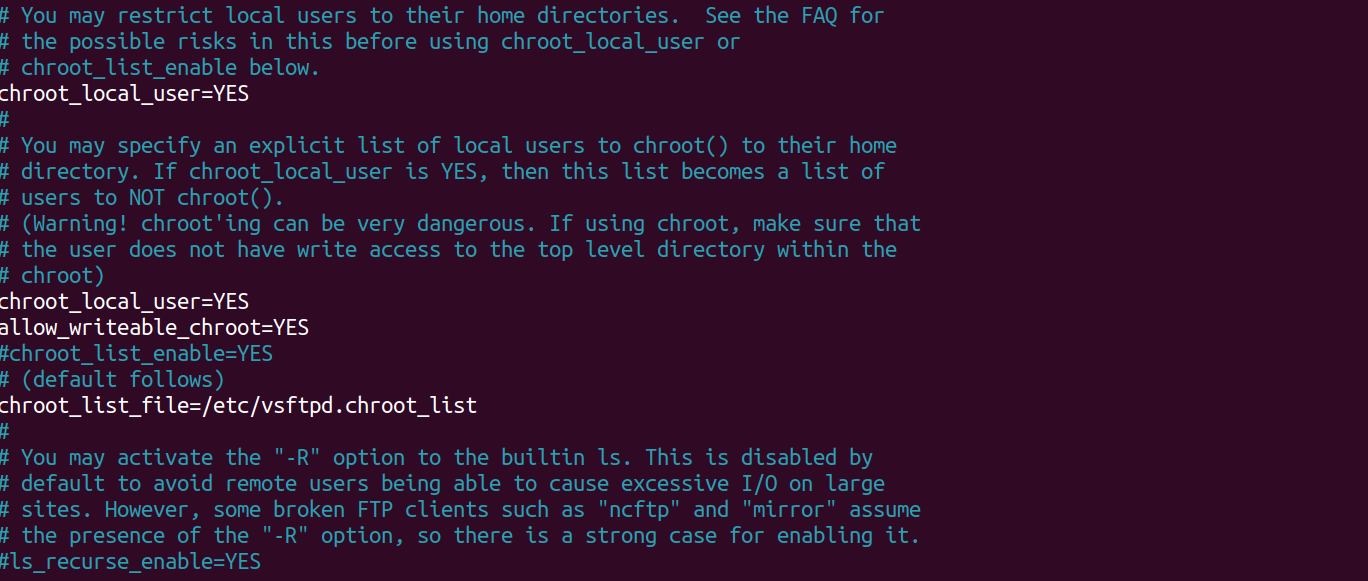 # You may restrict local users to their home directories.  See the FAQ for
# the possible risks in this before using chroot_local_user or
# chroot_list_enable below.
chroot_local_user=YES
#
# You may specify an explicit list of local users to chroot() to their home
# directory. If chroot_local_user is YES, then this list becomes a list of
# users to NOT chroot().
# (Warning! chroot'ing can be very dangerous. If using chroot, make sure that
# the user does not have write access to the top level directory within the
# chroot)
chroot_local_user=YES
allow_writeable_chroot=YES
#chroot_list_enable=YES
# (default follows)
chroot_list_file=/etc/vsftpd.chroot_list
#
# You may activate the "-R" option to the builtin ls. This is disabled by
# default to avoid remote users being able to cause excessive I/O on large
# sites. However, some broken FTP clients such as "ncftp" and "mirror" assume
# the presence of the "-R" option, so there is a strong case for enabling it.
#ls_recurse_enable=YES